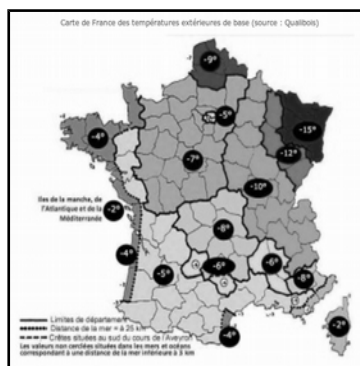 Carte de France des températures extérieures de base (source : Qualibois)
-9°
-5°
-15°
-4°
-12°
-7°
-10°
Iles de la manche, de
l'Atlantique et de la
Méditerranée
-2°
-8°
-4°
-6°
-6°
-5°
-8°
-4°
-2°
Limites de département
Distance de la mer = à 25 km
Crêtes situées au sud du cours de l'Aveyron
Les valeurs non cerclées situées dans les mers et océans
correspondant à une distance de la mer inférieure à 3 km